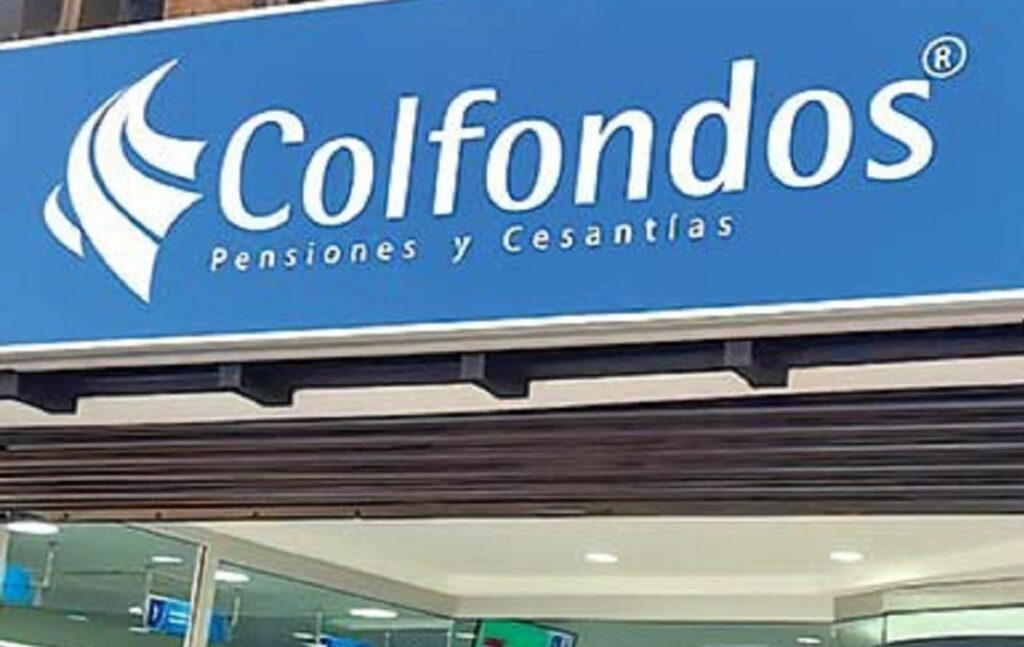 Colfondos®
Pensiones y Cesantías